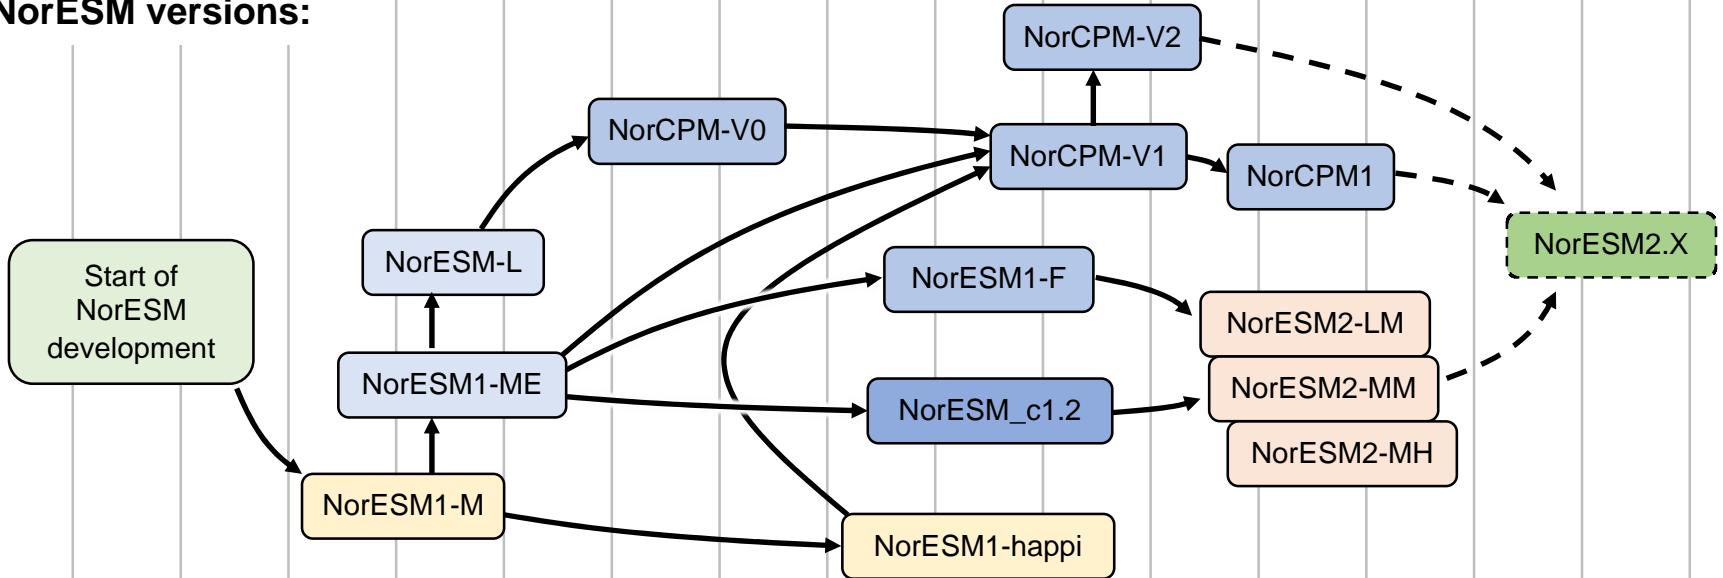 NorESM versions:
NorCPM-V2
NorCPM-V0
NorCPM-V1
NorCPM1
NorESM2.X
NorESM-L
Start of
NorESM
development
NorESM1-F
NorESM2-LM
NorESM1-ME
NorESM2-MM
NorESM_c1.2
NorESM2-MH
NorESM1-M
NorESM1-happi